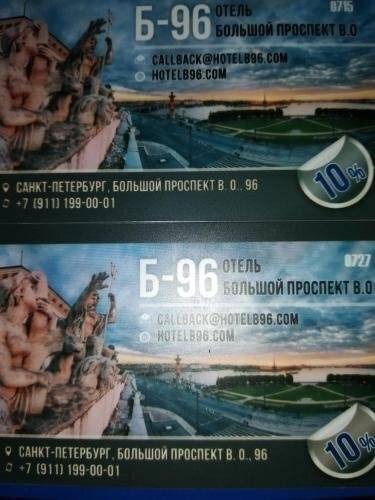 0715
Б-96 ОТЕЛЬ
БОЛЬШОЙ ПРОСПЕКТ В.О
CALLBACK@HOTELB96.COM
HOTELB96.COM
10%
САНКТ-ПЕТЕРБУРГ, БОЛЬШОЙ ПРОСПЕКТ В. О., 96
+7 (911) 199-00-01
0727
Б-96 ОТЕЛЬ
БОЛЬШОЙ ПРОСПЕКТ В.О
CALLBACK@HOTELB96.COM
HOTELB96.COM
10%
САНКТ-ПЕТЕРБУРГ, БОЛЬШОЙ ПРОСПЕКТ В. О., 96
+7 (911) 199-00-01